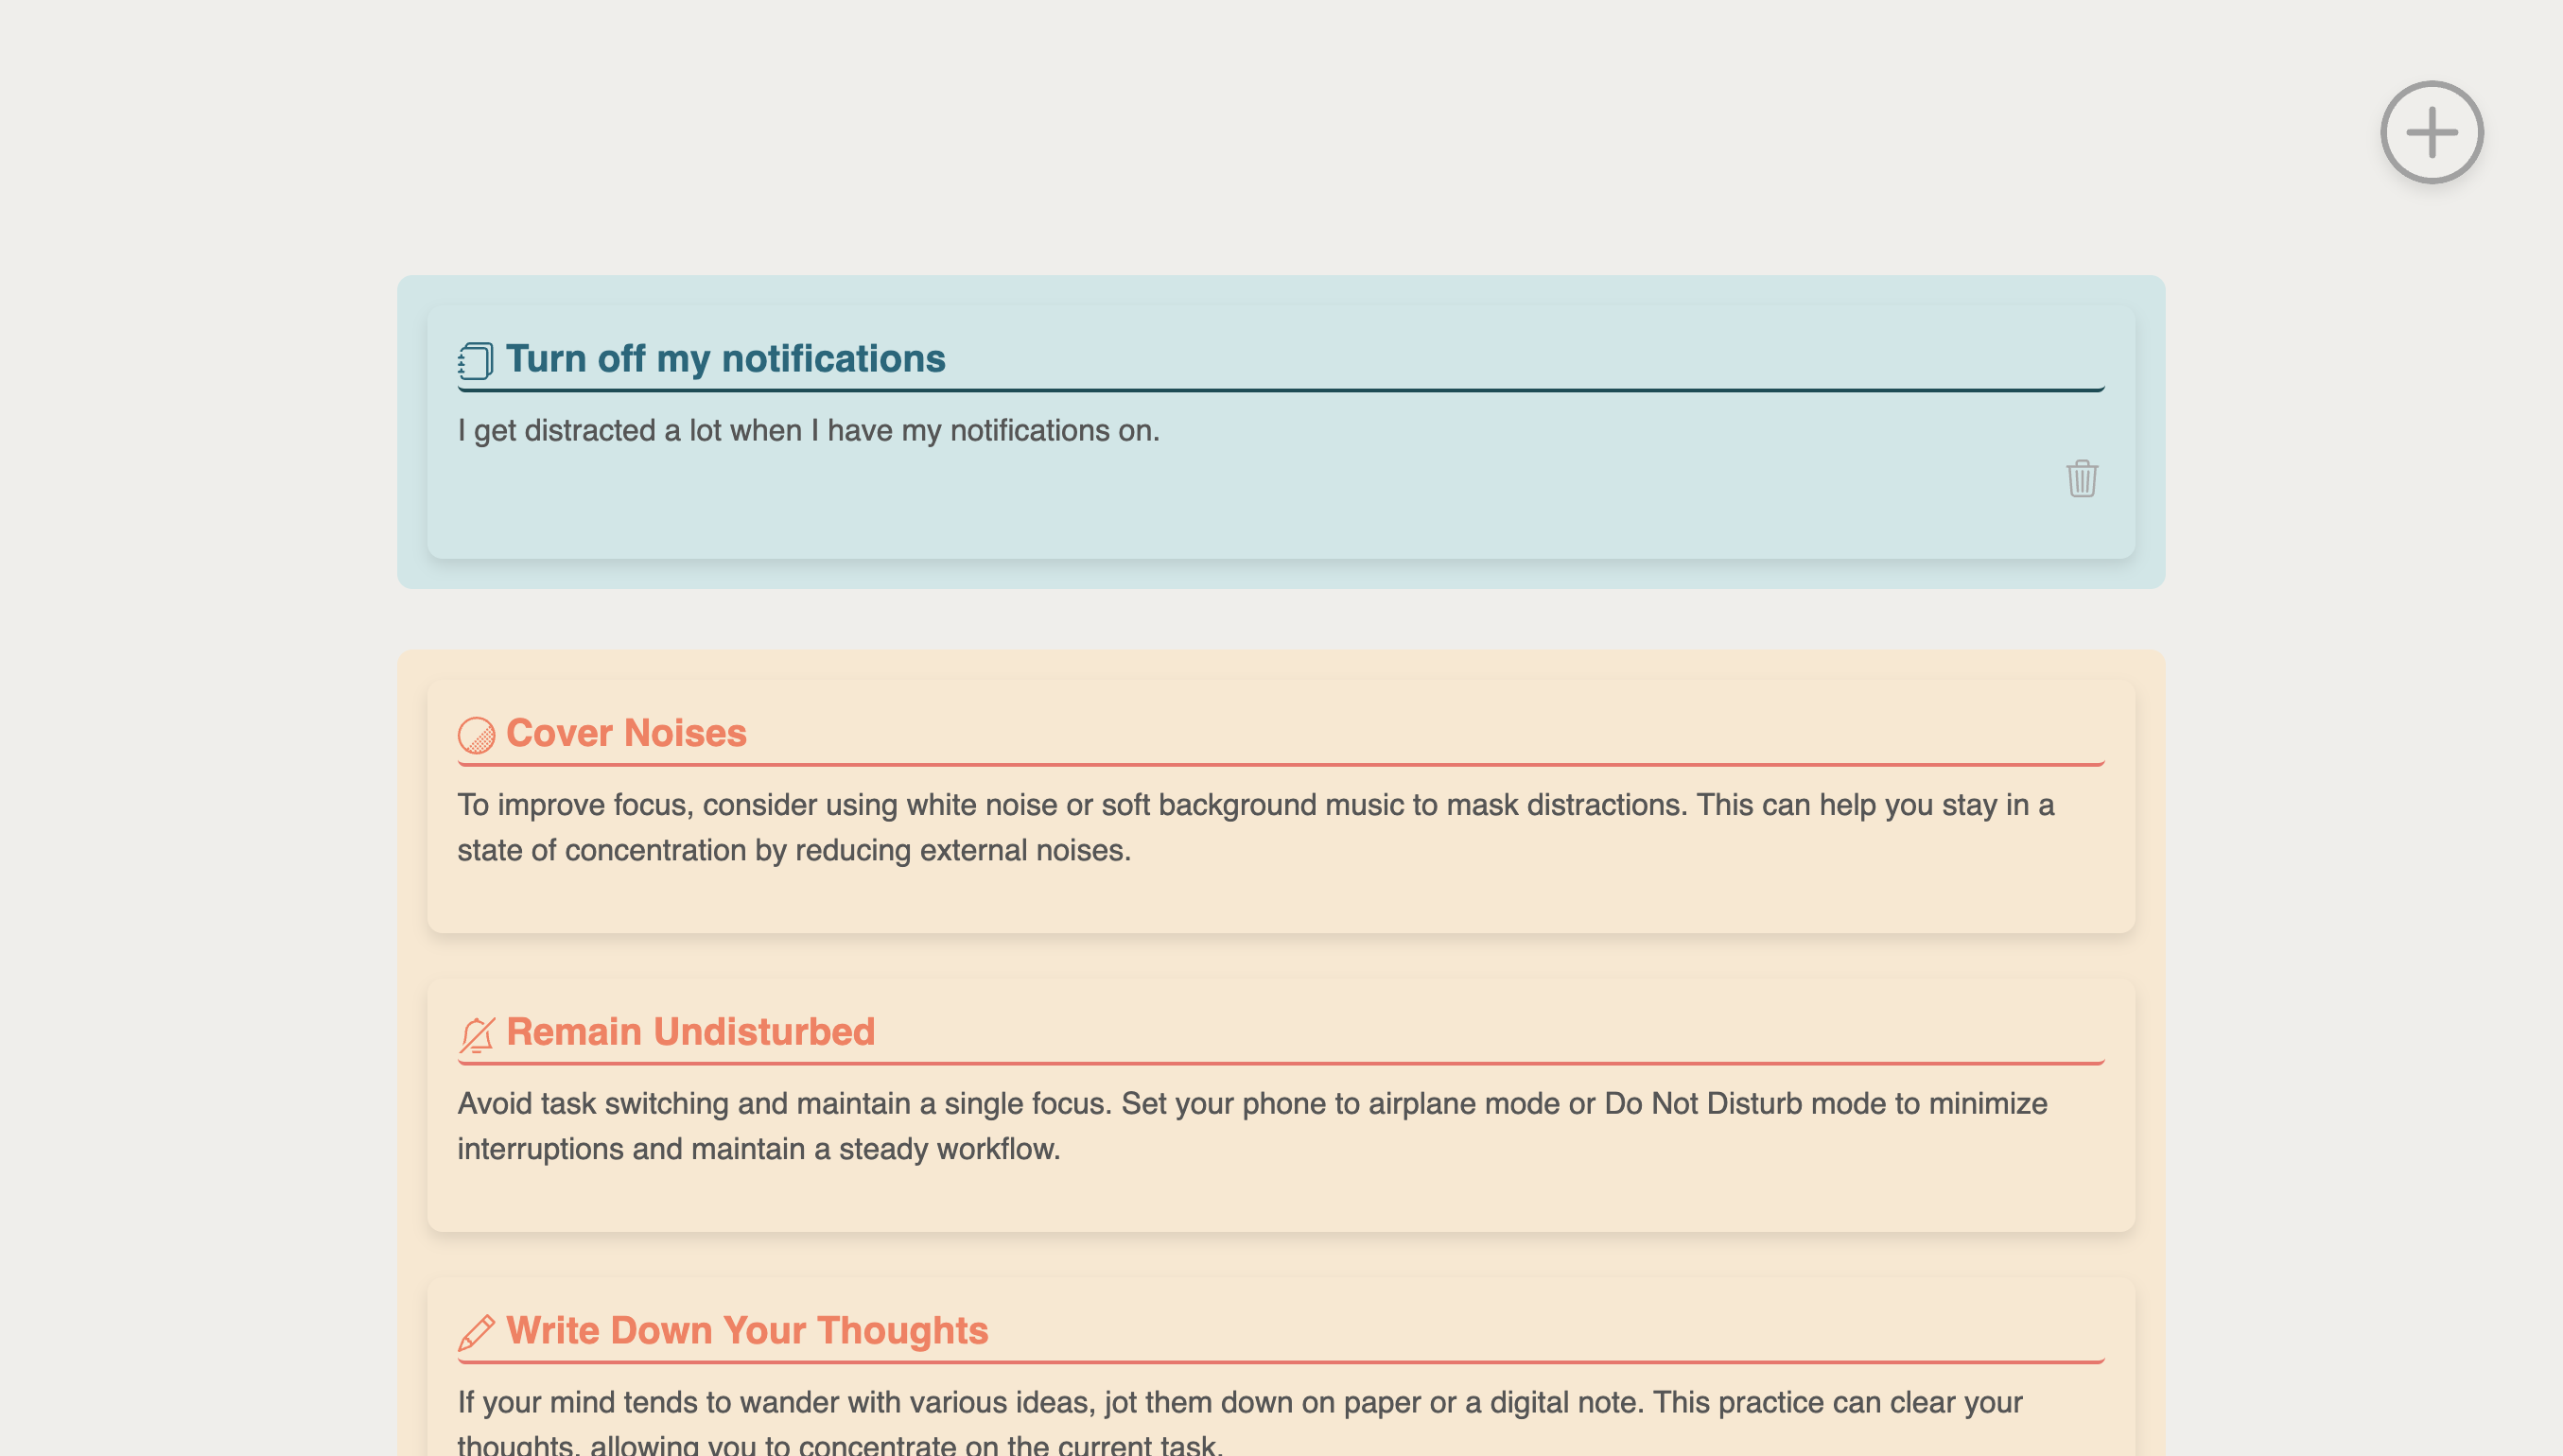 Turn off my notifications
I get distracted a lot when I have my notifications on.
Cover Noises
To improve focus, consider using white noise or soft background music to mask distractions. This can help you stay in a
state of concentration by reducing external noises.
Remain Undisturbed
Avoid task switching and maintain a single focus. Set your phone to airplane mode or Do Not Disturb mode to minimize
interruptions and maintain a steady workflow.
Write Down Your Thoughts
If your mind tends to wander with various ideas, jot them down on paper or a digital note. This practice can clear your
thoughts, allowing you to concentrate on the current task.